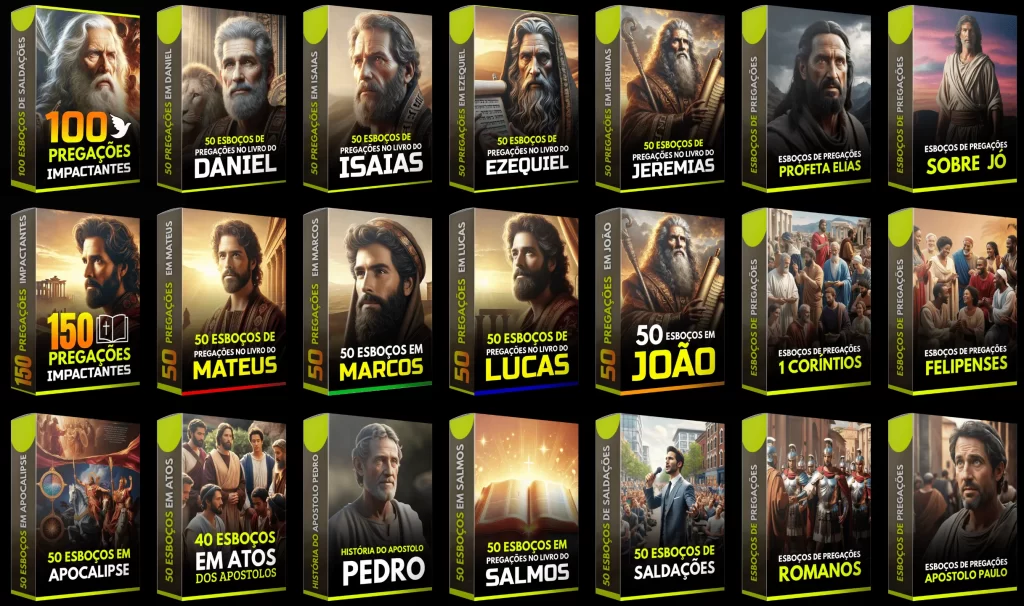 100 ESBOÇOS DE SALDAÇÕES
100
PREGAÇÕES
IMPACTANTES
50 PREGAÇÕES EM DANIEL
50 ESBOÇOS DE
PREGAÇÕES NO LIVRO DO
DANIEL
50 PREGAÇÕES EM ISAIAS
50 ESBOÇOS DE
PREGAÇÕES NO LIVRO DO
ISAIAS
50 PREGAÇÕES EM EZEQUIEL
50 ESBOÇOS DE
PREGAÇÕES NO LIVRO DO
EZEQUIEL
50 PREGAÇÕES EM JEREMIAS
50 ESBOÇOS DE
PREGAÇÕES NO LIVRO DO
JEREMIAS
ESBOÇOS DE PREGAÇÕES
ESBOÇOS DE PREGAÇÕES
PROFETA ELIAS
ESBOÇOS DE PREGAÇÕES
ESBOÇOS DE PREGAÇÕES
SOBRE JÓ
150 PREGAÇÕES IMPACTANTES
150
PREGAÇÕES
IMPACTANTES
50 PREGAÇÕES EM MATEUS
50 ESBOÇOS DE
PREGAÇÕES NO LIVRO DO
MATEUS
50 PREGAÇÕES EM MARCOS
50 ESBOÇOS EM
MARCOS
50 PREGAÇÕES EM LUCAS
50 ESBOÇOS DE
PREGAÇÕES NO LIVRO DO
LUCAS
50 PREGAÇÕES EM JOÃO
50 ESBOÇOS EM
JOÃO
ESBOÇOS DE PREGAÇÕES
ESBOÇOS DE PREGAÇÕES
1 CORÍNTIOS
ESBOÇOS DE PREGAÇÕES
ESBOÇOS DE PREGAÇÕES
FELIPENSES
50 ESBOÇOS EM APOCALIPSE
50 ESBOÇOS EM
APOCALIPSE
50 ESBOÇOS EM ATOS
40 ESBOÇOS
EM ATOS
DOS APOSTOLOS
HISTÓRIA DO APOSTOLO PEDRO
HISTÓRIA DO APOSTOLO
PEDRO
50 ESBOÇOS EM SALMOS
50 ESBOÇOS EM
PREGAÇÕES NO LIVRO DO
SALMOS
50 ESBOÇOS DE SALDAÇÕES
50 ESBOÇOS DE
SALDAÇÕES
ESBOÇOS DE PREGAÇÕES
ESBOÇOS DE PREGAÇÕES
ROMANOS
ESBOÇOS DE PREGAÇÕES
ESBOÇOS DE PREGAÇÕES
APOSTOLO PAULO